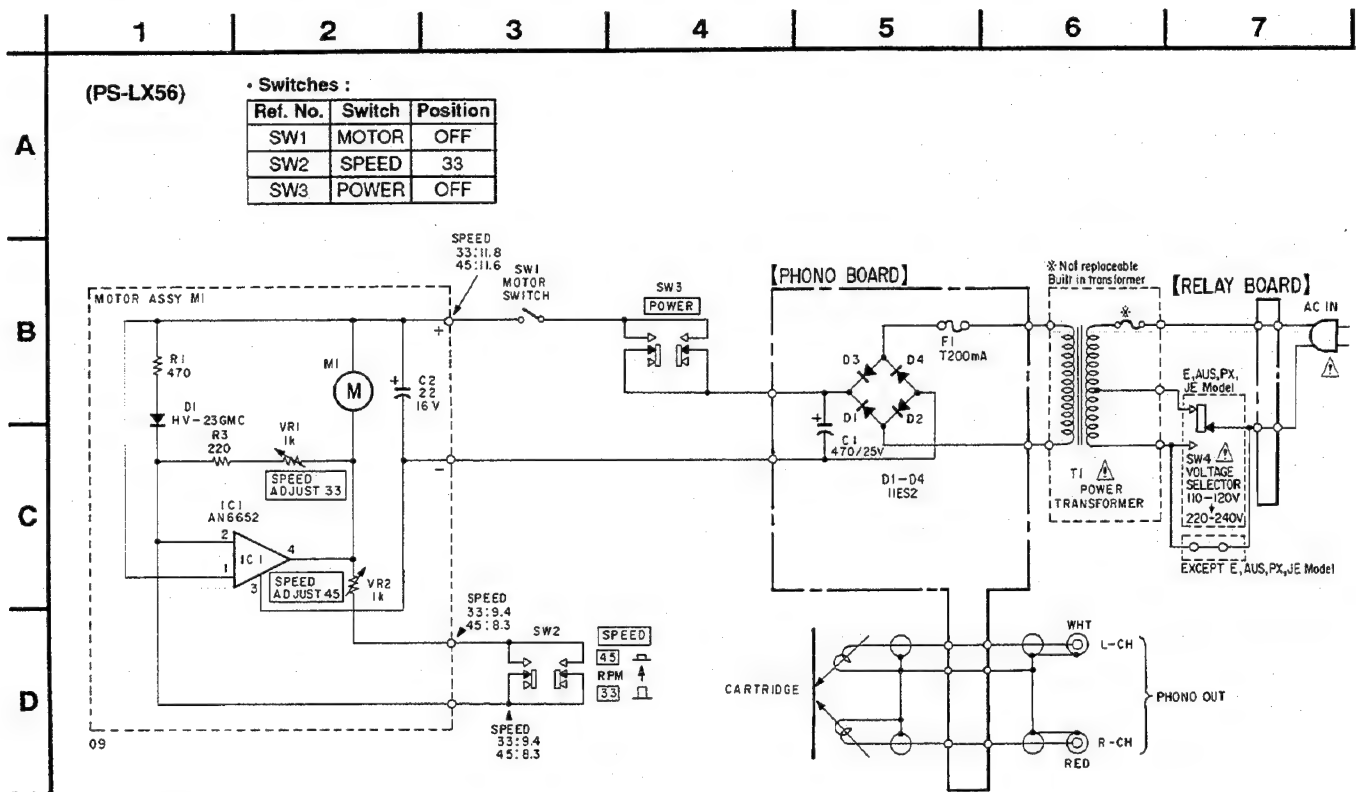 1 2 3 4 5 6 7
A
B
C
D
(PS-LX56)
• Switches :
Ref. No. Switch Position
SW1 MOTOR OFF
SW2 SPEED 33
SW3 POWER OFF
SPEED
33:11.8
45:11.6
SW1
MOTOR
SWITCH
SW3
POWER
【PHONO BOARD】
※ Not replaceable
Built in transformer
【RELAY BOARD】
AC IN
MOTOR ASSY M1
+
R1
470
M1
M
+
C2
22
16V
D1
HV-23GMC
R3
220
VR1
1k
SPEED
ADJUST 33
−
IC1
AN6652
2
1
3
4
IC1
SPEED
ADJUST 45
VR2
1k
F1
T200mA
D3
D4
D1
D2
+
C1
470/25V
D1-D4
11ES2
※
T1
POWER
TRANSFORMER
E, AUS, PX,
JE Model
SW4
VOLTAGE
SELECTOR
110-120V
220-240V
EXCEPT E, AUS, PX, JE Model
SPEED
33:9.4
45:8.3
SW2
SPEED
45
RPM
33
SPEED
33:9.4
45:8.3
CARTRIDGE
WHT
L-CH
PHONO OUT
R-CH
RED
09